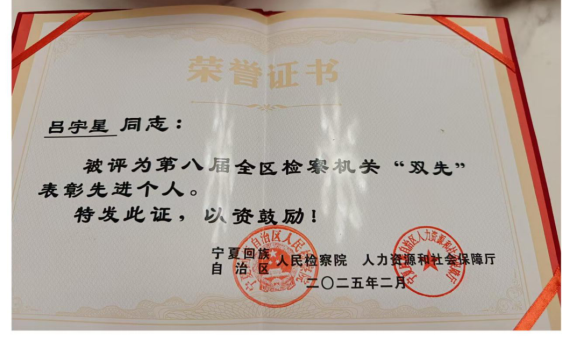 荣誉证书
吕宇星 同志：
被评为第八届全区检察机关“双先”
表彰先进个人。
特发此证，以资鼓励！
宁夏回族自治区 人民检察院 人力资源和社会保障厅
二〇二五年二月